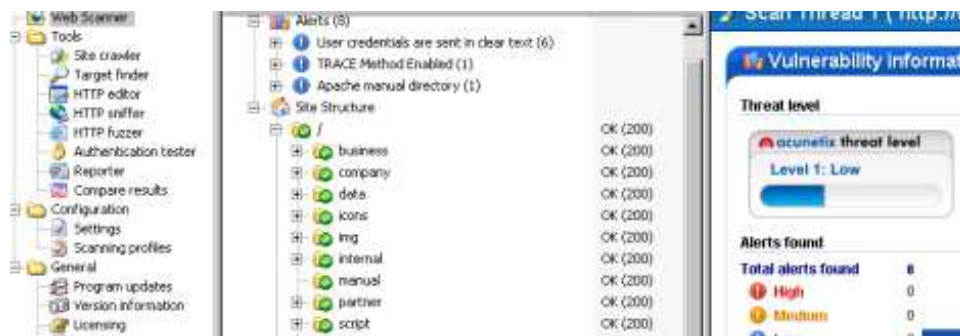 Web Scanner
Tools
Site crawler
Target finder
HTTP editor
HTTP sniffer
HTTP fuzzer
Authentication tester
Reporter
Compare results
Configuration
Settings
Scanning profiles
General
Program updates
Version information
Licensing
Alerts (8)
User credentials are sent in clear text (6)
TRACE Method Enabled (1)
Apache manual directory (1)
Site Structure
/ OK (200)
business OK (200)
company OK (200)
data OK (200)
icons OK (200)
img OK (200)
internal OK (200)
manual OK (200)
partner OK (200)
script OK (200)
Scan Thread 1 ( http://
Vulnerability informat
Threat level
acunetix threat level
Level 1: Low
Alerts found
Total alerts found 8
High 0
Medium 0